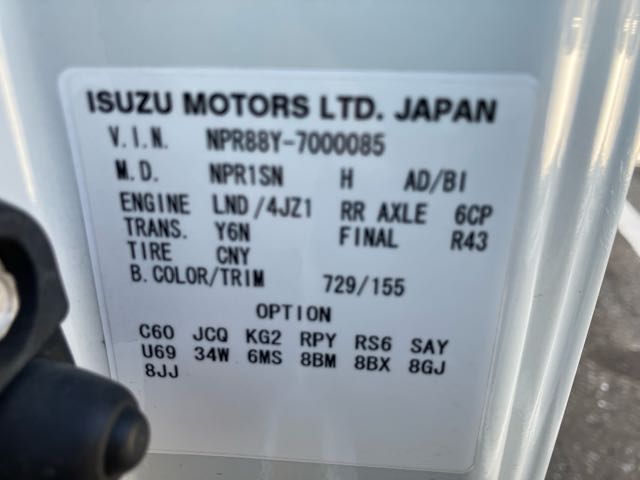 ISUZU MOTORS LTD. JAPAN
V.I.N. NPR88Y-7000085
M.D. NPR1SN H AD/BI
ENGINE LND/4JZ1 RR AXLE 6CP
TRANS. Y6N FINAL R43
TIRE CNY
B.COLOR/TRIM 729/155
OPTION
C60 JCQ KG2 RPY RS6 SAY
U69 34W 6MS 8BM 8BX 8GJ
8JJ